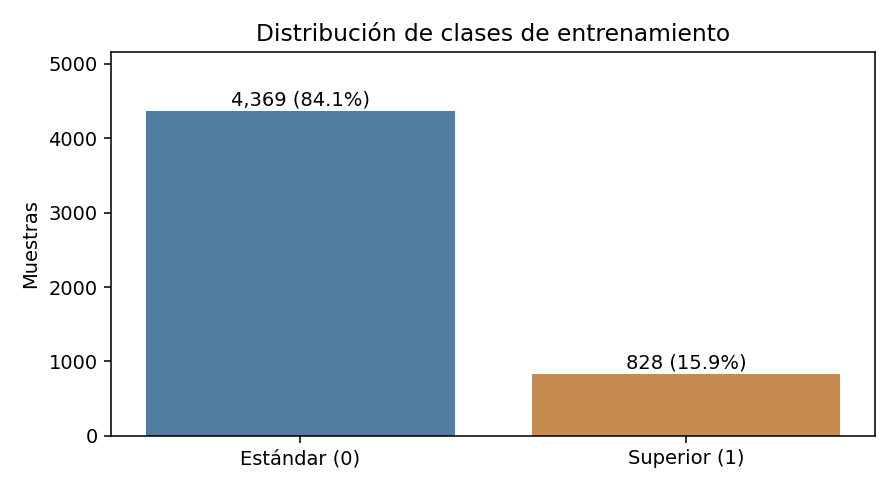 Distribución de clases de entrenamiento
Muestras
5000
4000
3000
2000
1000
0
4,369 (84.1%)
828 (15.9%)
Estándar (0)
Superior (1)